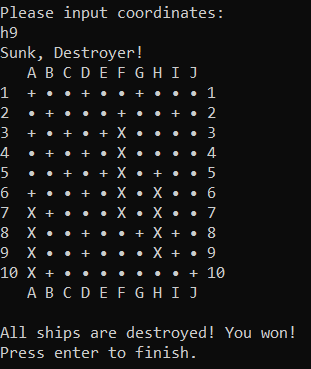 Please input coordinates:
h9
Sunk, Destroyer!
   A B C D E F G H I J
1  + • • + • • + • • • 1
2  • + • • • + • • + • 2
3  + • + • + X • • • • 3
4  • + • + • X • • • • 4
5  • • + • + X • + • • 5
6  + • • + • X • X • • 6
7  X + • • • X • X • • 7
8  X • • + • • + X + • 8
9  X • • + • • • X + • 9
10 X + • • • • • • • + 10
   A B C D E F G H I J

All ships are destroyed! You won!
Press enter to finish.